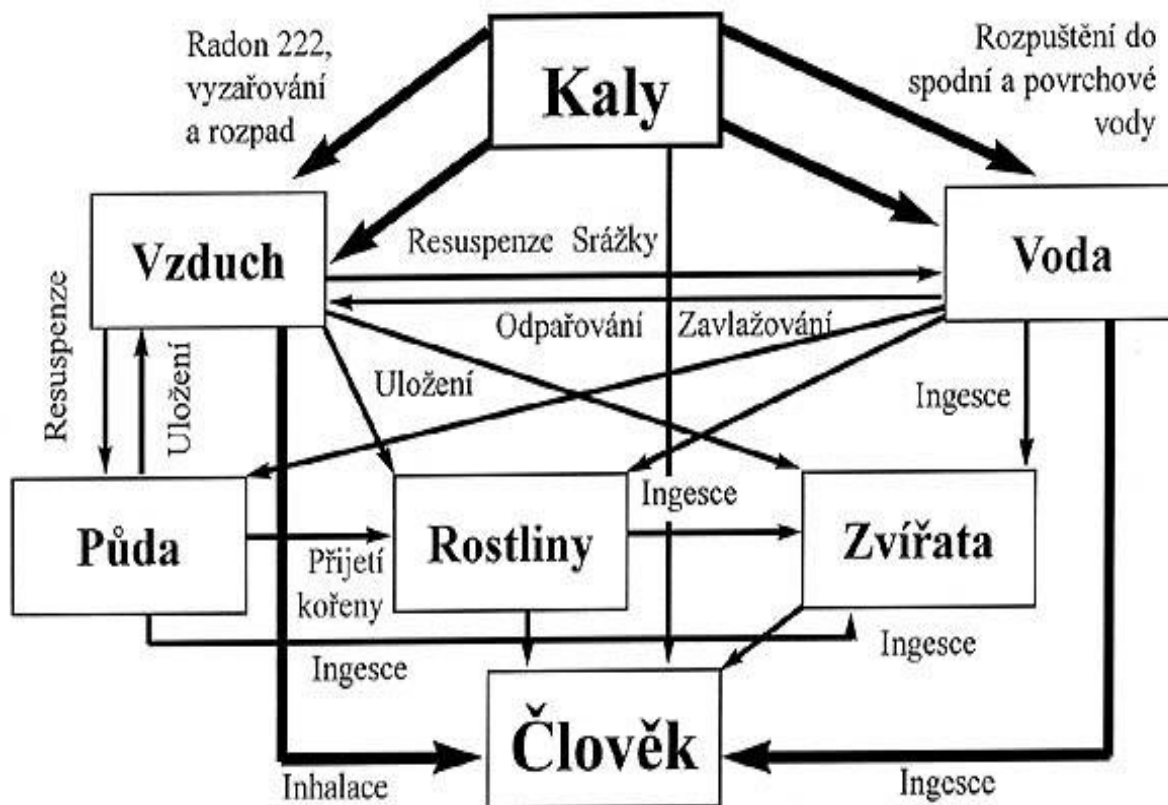 Radon 222,
vyzařování
a rozpad
Kaly
Rozpuštění do
spodní a povrchové
vody
Vzduch
Resuspenze Srážky
Voda
Odpařování Zavlažování
Resuspenze
Uložení
Uložení
Ingesce
Půda
Přijetí
kořeny
Rostliny
Ingesce
Zvířata
Ingesce
Ingesce
Člověk
Inhalace
Ingesce